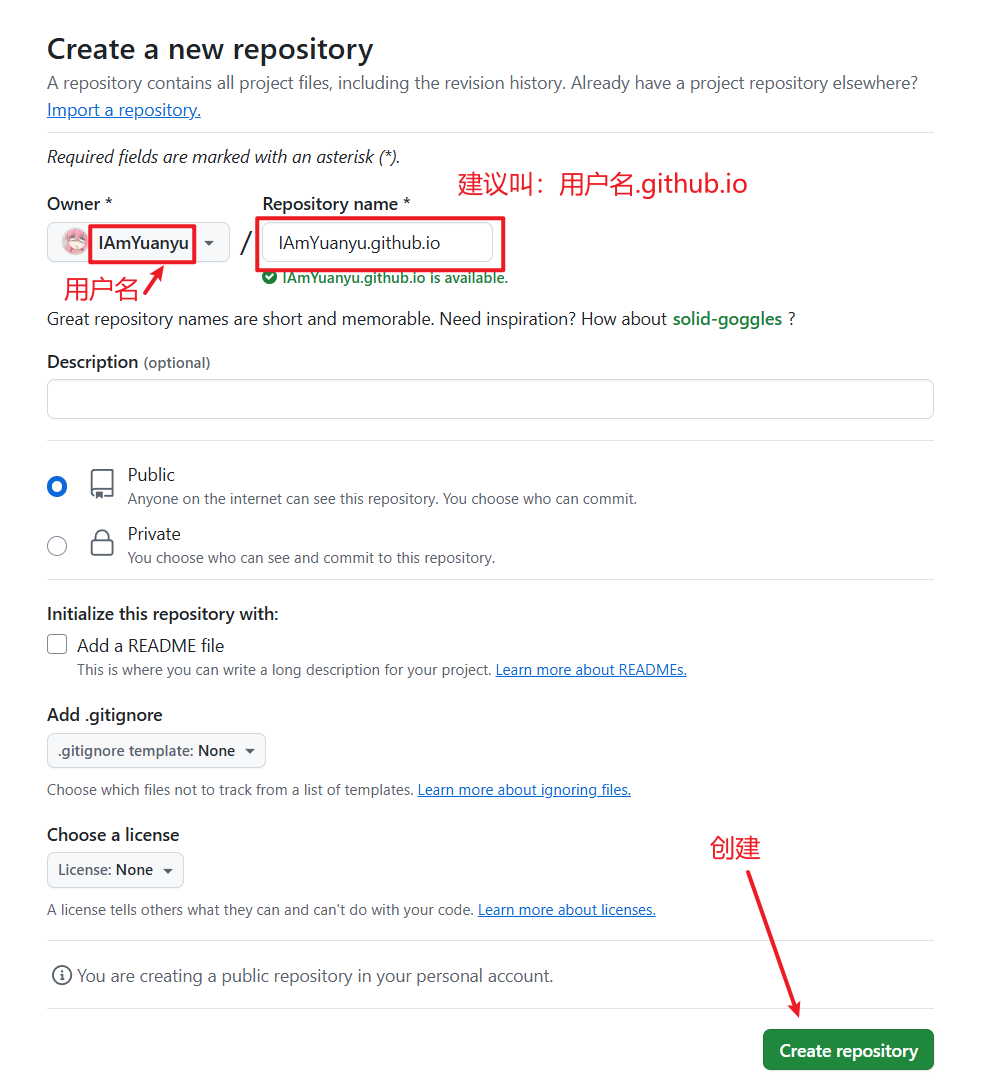 Create a new repository
A repository contains all project files, including the revision history. Already have a project repository elsewhere?
Import a repository.
Required fields are marked with an asterisk (*).
建议叫：用户名.github.io
Owner *
Repository name *
IAmYuanyu
/
IAmYuanyu.github.io
用户名
IAmYuanyu.github.io is available.
Great repository names are short and memorable. Need inspiration? How about solid-goggles ?
Description (optional)
Public
Anyone on the internet can see this repository. You choose who can commit.
Private
You choose who can see and commit to this repository.
Initialize this repository with:
Add a README file
This is where you can write a long description for your project. Learn more about READMEs.
Add .gitignore
.gitignore template: None
Choose which files not to track from a list of templates. Learn more about ignoring files.
Choose a license
License: None
创建
A license tells others what they can and can't do with your code. Learn more about licenses.
You are creating a public repository in your personal account.
Create repository